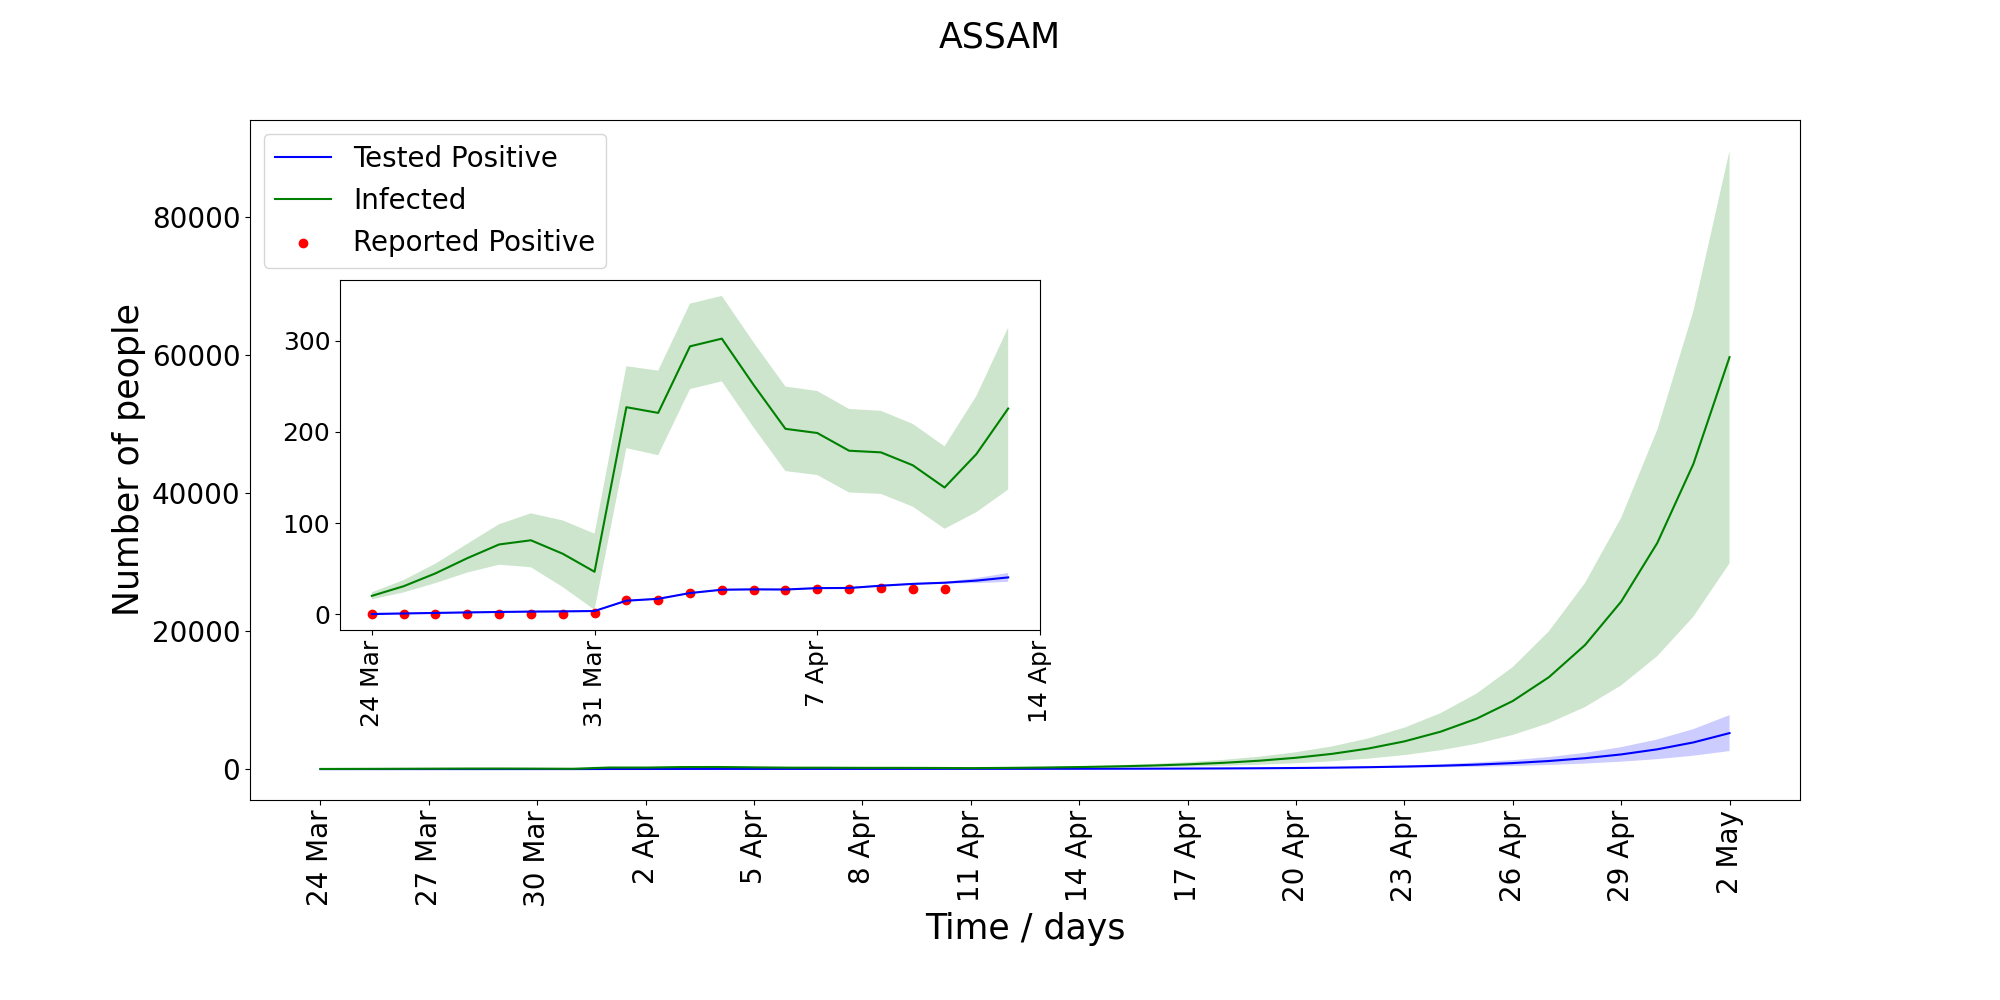 ASSAM
Tested Positive
Infected
Reported Positive
Number of people
80000
60000
40000
20000
0
300
200
100
0
24 Mar
31 Mar
7 Apr
14 Apr
24 Mar
27 Mar
30 Mar
2 Apr
5 Apr
8 Apr
11 Apr
14 Apr
17 Apr
20 Apr
23 Apr
26 Apr
29 Apr
2 May
Time / days